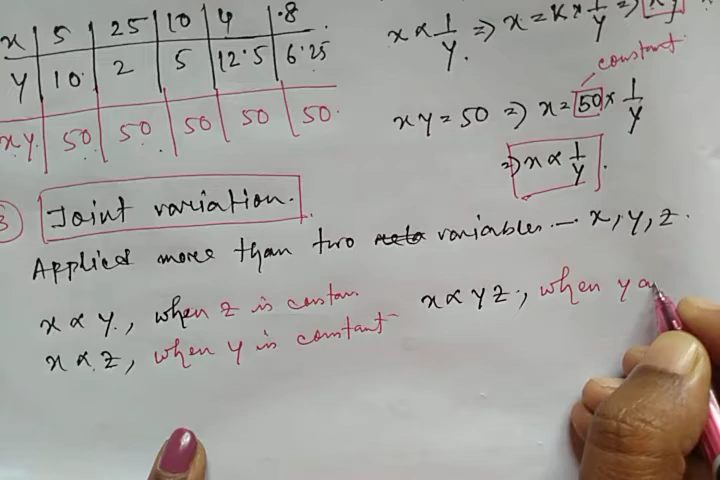 x 5 25 10 4 .8
y 10 2 5 12.5 6.25
xy 50 50 50 50 50
x ∝ 1/y. ⇒ x = K × 1/y ⇒
constant
xy = 50 ⇒ x = 50 × 1/y
⇒ x ∝ 1/y.
3 Joint variation.
Applied more than two variables — x, y, z.
x ∝ y, when z is constan
x ∝ z, when y is constant
x ∝ yz, when y a